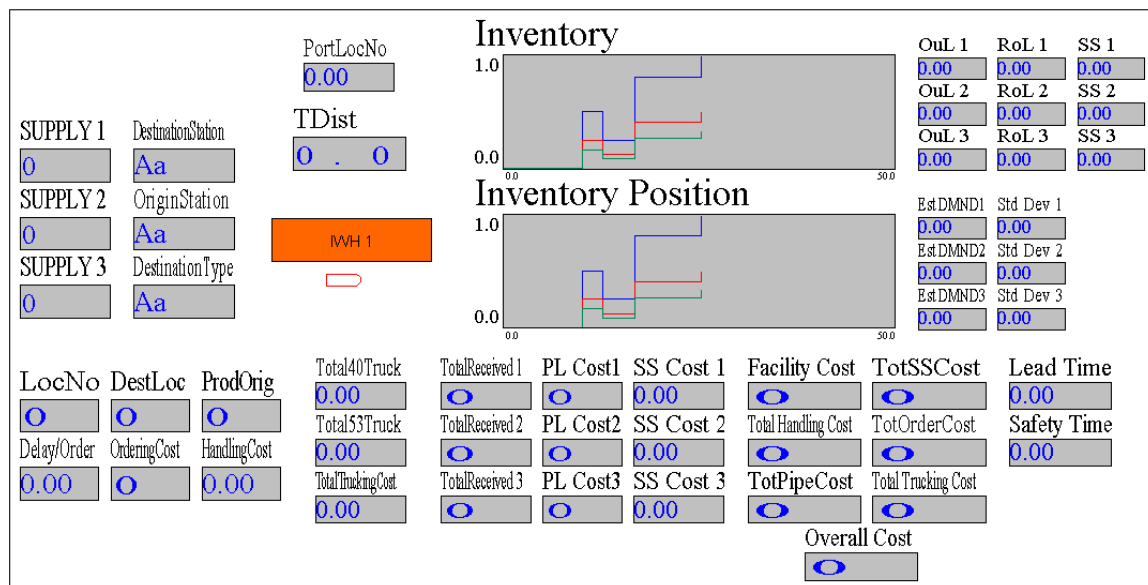 Inventory
PortLocNo
0.00
1.0
0.0
0.0 50.0
OuL 1 RoL 1 SS 1
0.00 0.00 0.00
OuL 2 RoL 2 SS 2
0.00 0.00 0.00
OuL 3 RoL 3 SS 3
0.00 0.00 0.00
TDist
0 . 0
SUPPLY 1 DestinationStation
0 Aa
SUPPLY 2 OriginStation
0 Aa
SUPPLY 3 DestinationType
0 Aa
IWH 1
Inventory Position
1.0
0.0
0.0 50.0
EstDMND1 Std Dev 1
0.00 0.00
EstDMND2 Std Dev 2
0.00 0.00
EstDMND3 Std Dev 3
0.00 0.00
LocNo DestLoc ProdOrig
0 0 0
Delay/Order OrderingCost HandlingCost
0.00 0 0.00
Total40Truck TotalReceived 1 PL Cost1 SS Cost 1 Facility Cost TotSSCost Lead Time
0.00 0 0 0.00 0 0 0.00
Total53Truck TotalReceived 2 PL Cost2 SS Cost 2 Total Handling Cost TotOrderCost Safety Time
0.00 0 0 0.00 0 0 0.00
TotalTruckingCost TotalReceived 3 PL Cost3 SS Cost 3 TotPipeCost Total Trucking Cost
0.00 0 0 0.00 0 0
Overall Cost
0